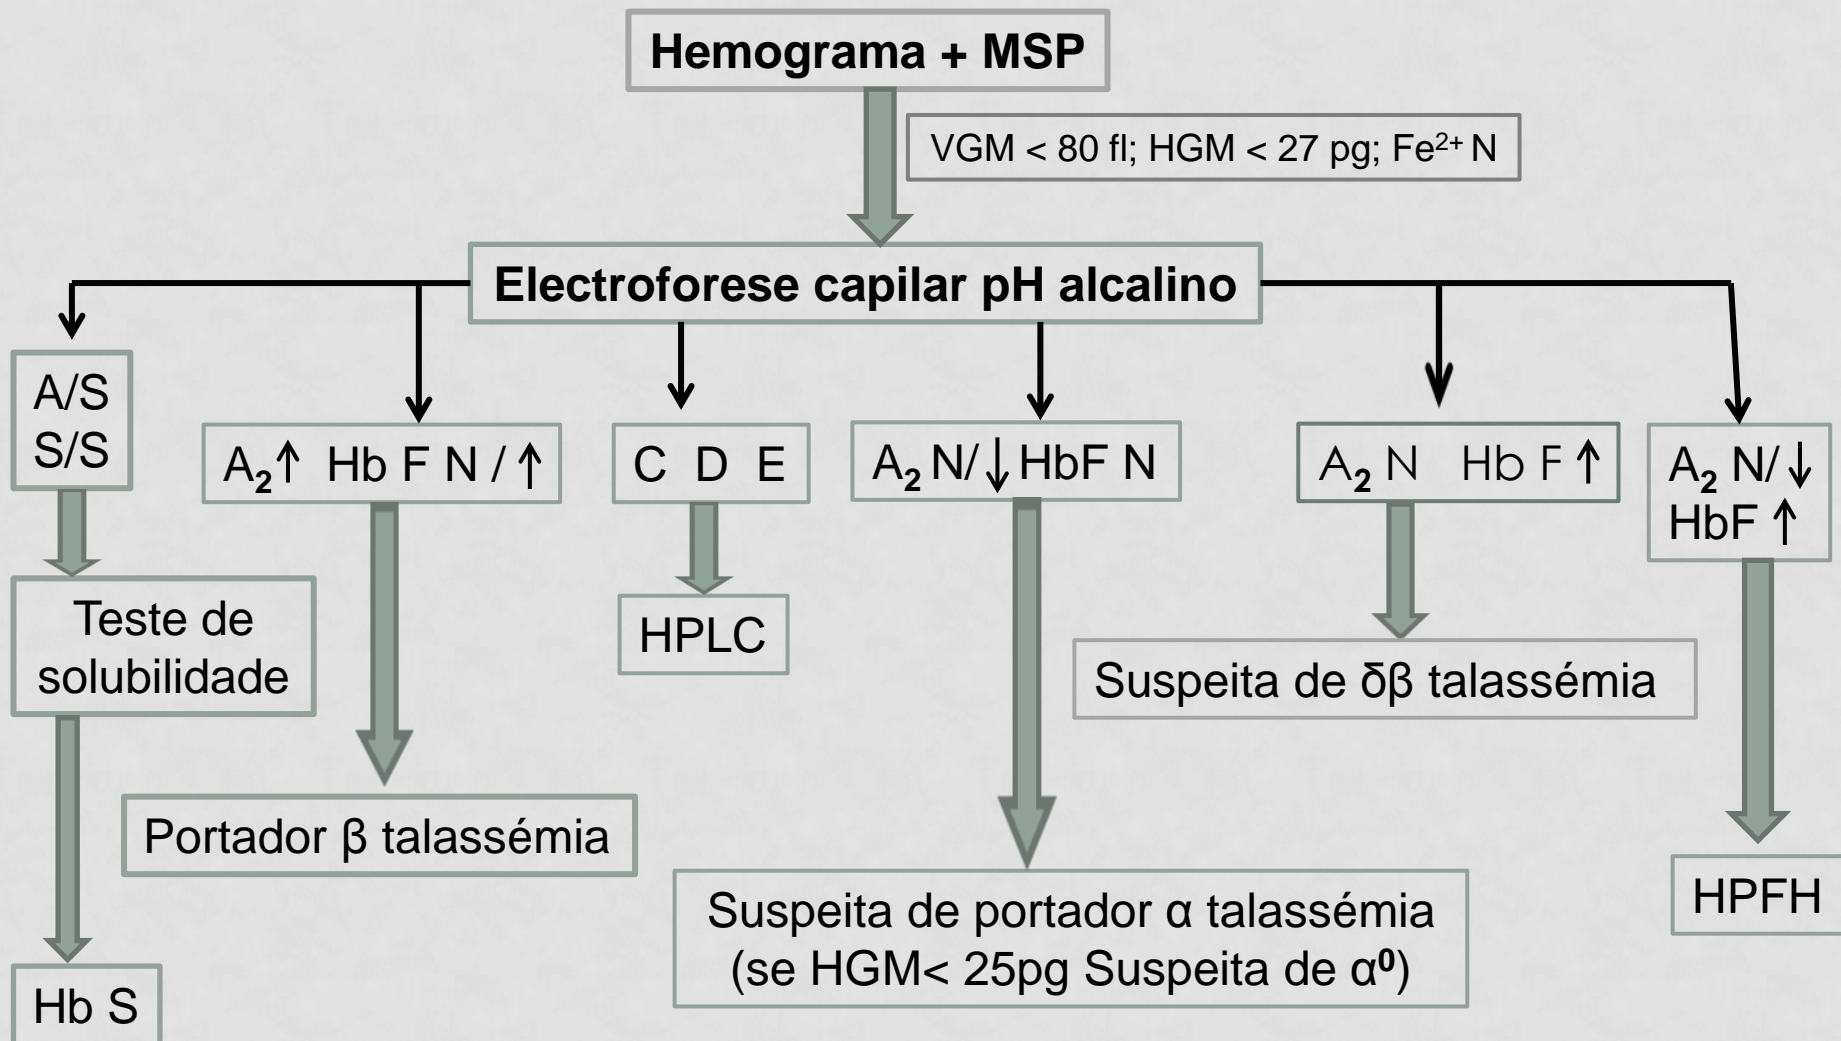 Hemograma + MSP
VGM < 80 fl; HGM < 27 pg; Fe²⁺ N
Electroforese capilar pH alcalino
A/S
S/S
A₂↑ Hb F N / ↑
C D E
A₂ N/↓ HbF N
A₂ N Hb F ↑
A₂ N/↓
HbF ↑
Teste de
solubilidade
HPLC
Suspeita de δβ talassémia
Portador β talassémia
Suspeita de portador α talassémia
(se HGM< 25pg Suspeita de α⁰)
HPFH
Hb S